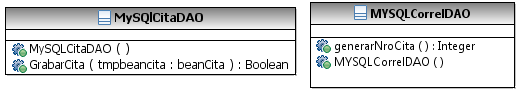 MySQlCitaDAO
MySQLCitaDAO ( )
GrabarCita ( tmpbeancita : beanCita ) : Boolean
MYSQLCorrelDAO
generarNroCita ( ) : Integer
MYSQLCorrelDAO ( )